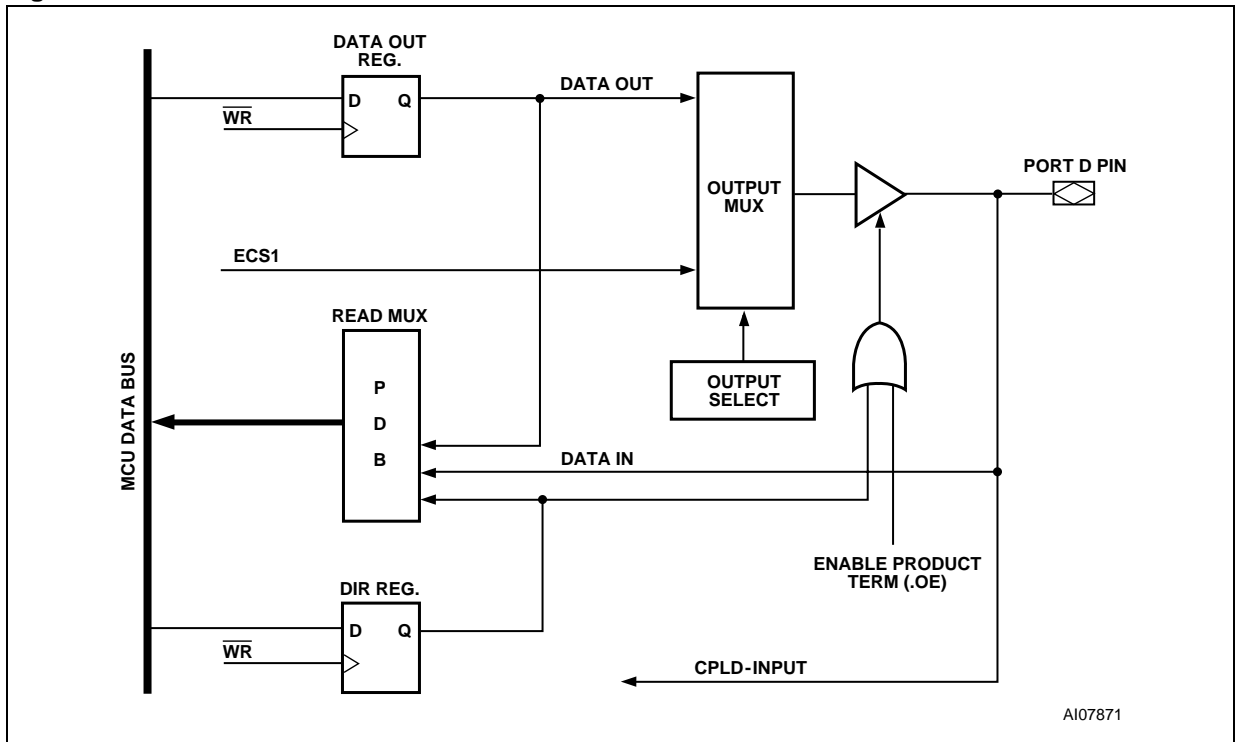 DATA OUT
REG.
D Q
WR
DATA OUT
OUTPUT
MUX
PORT D PIN
ECS1
READ MUX
P
D
B
OUTPUT
SELECT
MCU DATA BUS
DATA IN
ENABLE PRODUCT
TERM (.OE)
DIR REG.
D Q
WR
CPLD-INPUT
AI07871